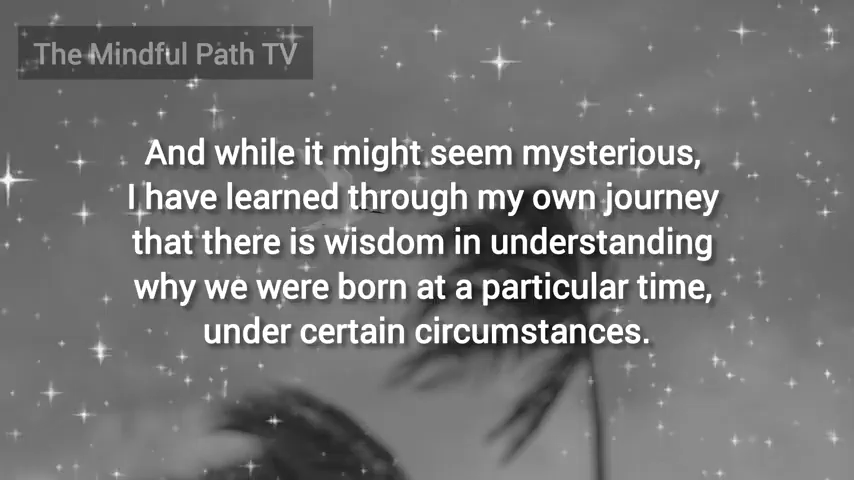 The Mindful Path TV
And while it might seem mysterious,
I have learned through my own journey
that there is wisdom in understanding
why we were born at a particular time,
under certain circumstances.